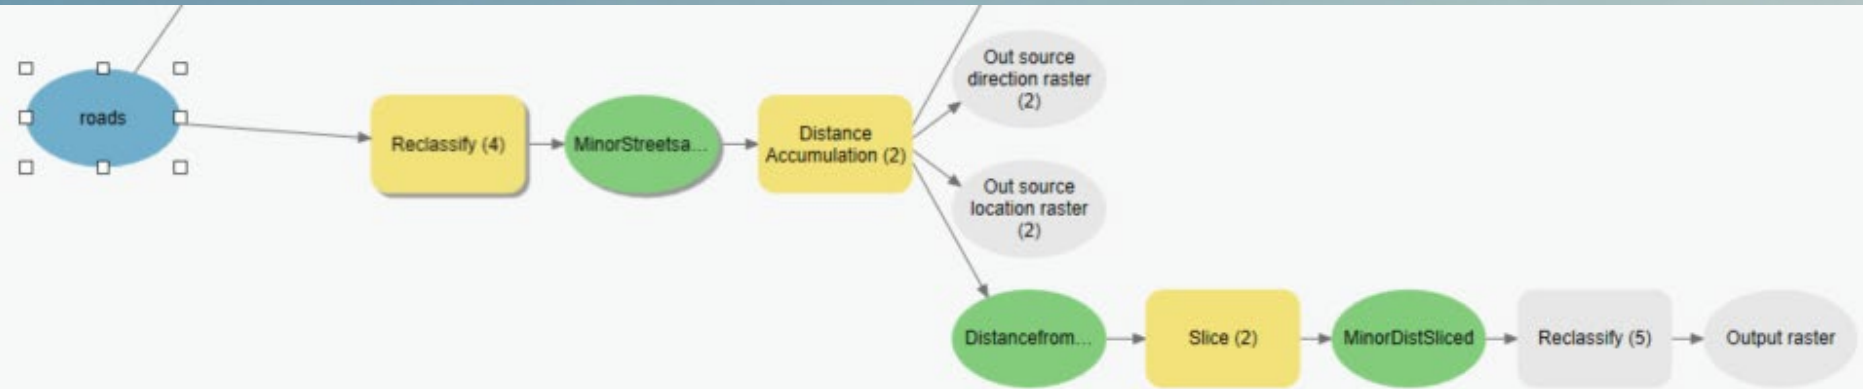 roads
Reclassify (4)
MinorStreetsa...
Distance
Accumulation (2)
Out source
direction raster
(2)
Out source
location raster
(2)
Distancefrom...
Slice (2)
MinorDistSliced
Reclassify (5)
Output raster